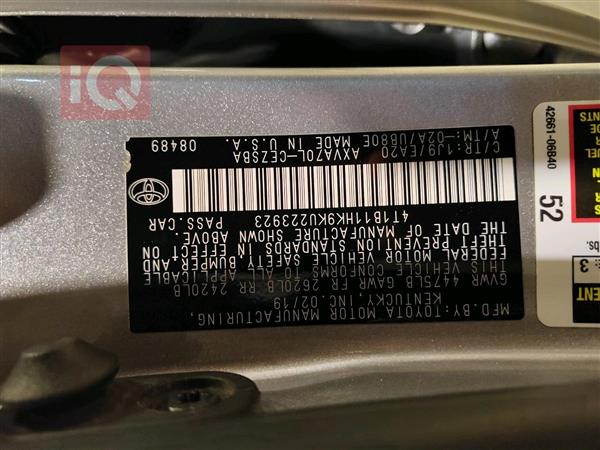 MFD.BY: TOYOTA MOTOR MANUFACTURING,
KENTUCKY, INC. 02/19
GVWR 4475LB GAWR FR 2620LB RR 2420LB
THIS VEHICLE CONFORMS TO ALL APPLICABLE
FEDERAL MOTOR VEHICLE SAFETY, BUMPER, AND
THEFT PREVENTION STANDARDS IN EFFECT ON
THE DATE OF MANUFACTURE SHOWN ABOVE.
4T1B11HK9KU223923 PASS.CAR
AXVA70L-CEZSBA
C/TR:1J9/EA20
A/TM:-02A/UB80E MADE IN U.S.A.
08489
42661-06B40
52
iQ